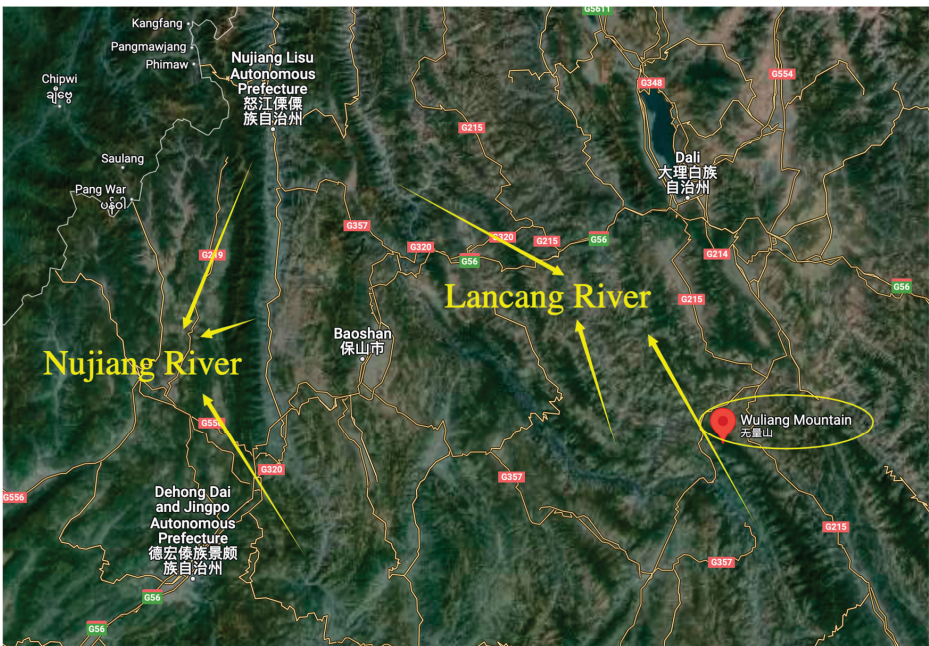 G5611
Kangfang
Pangmawjang
Phimaw
Chipwi
Nujiang Lisu
Autonomous
Prefecture
怒江傈僳
族自治州
G554
G348
G215
Dali
大理白族
自治州
Saulang
Pang War
ပန်ဝါ
G357
G219
G320
G56
G320
G215
G56
G214
G56
G215
Lancang River
Baoshan
保山市
Nujiang River
Wuliang Mountain
无量山
G556
G320
G357
G556
Dehong Dai
and Jingpo
Autonomous
Prefecture
德宏傣族景颇
族自治州
G215
G357
G56
G56